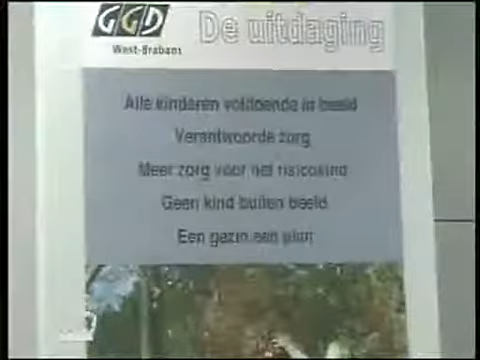 GGD
West-Brabant
De uitdaging
Alle kinderen voldoende in beeld
Verantwoorde zorg
Meer zorg voor het risicokind
Geen kind buiten beeld
Een gezin een plan